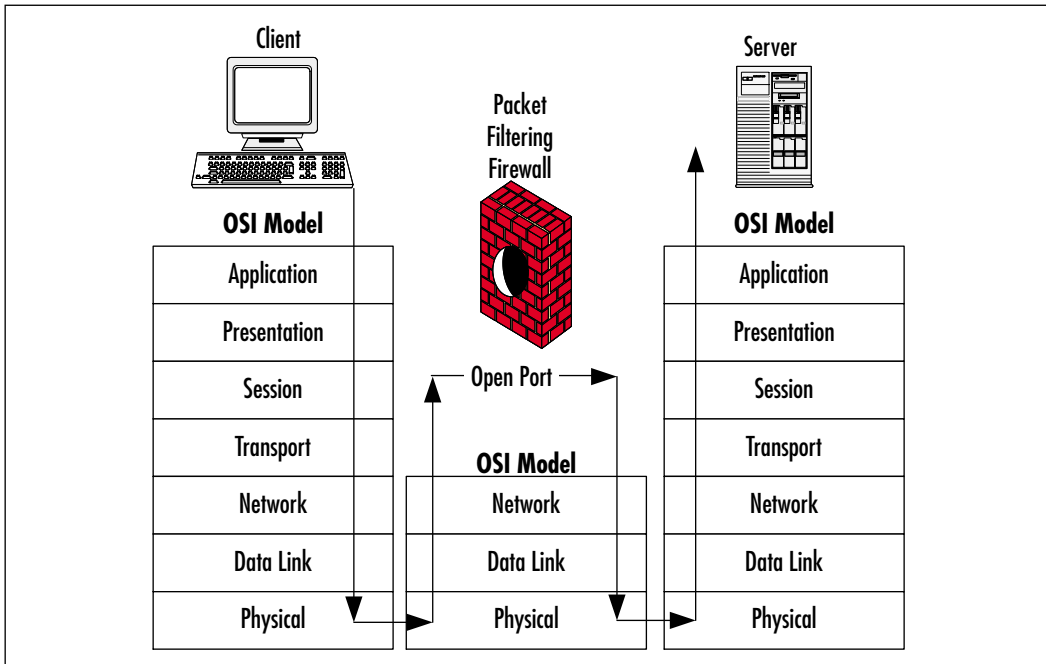 Client
Server
Packet
Filtering
Firewall
OSI Model
Application
Presentation
Session
Transport
Network
Data Link
Physical
Open Port
OSI Model
Network
Data Link
Physical
OSI Model
Application
Presentation
Session
Transport
Network
Data Link
Physical